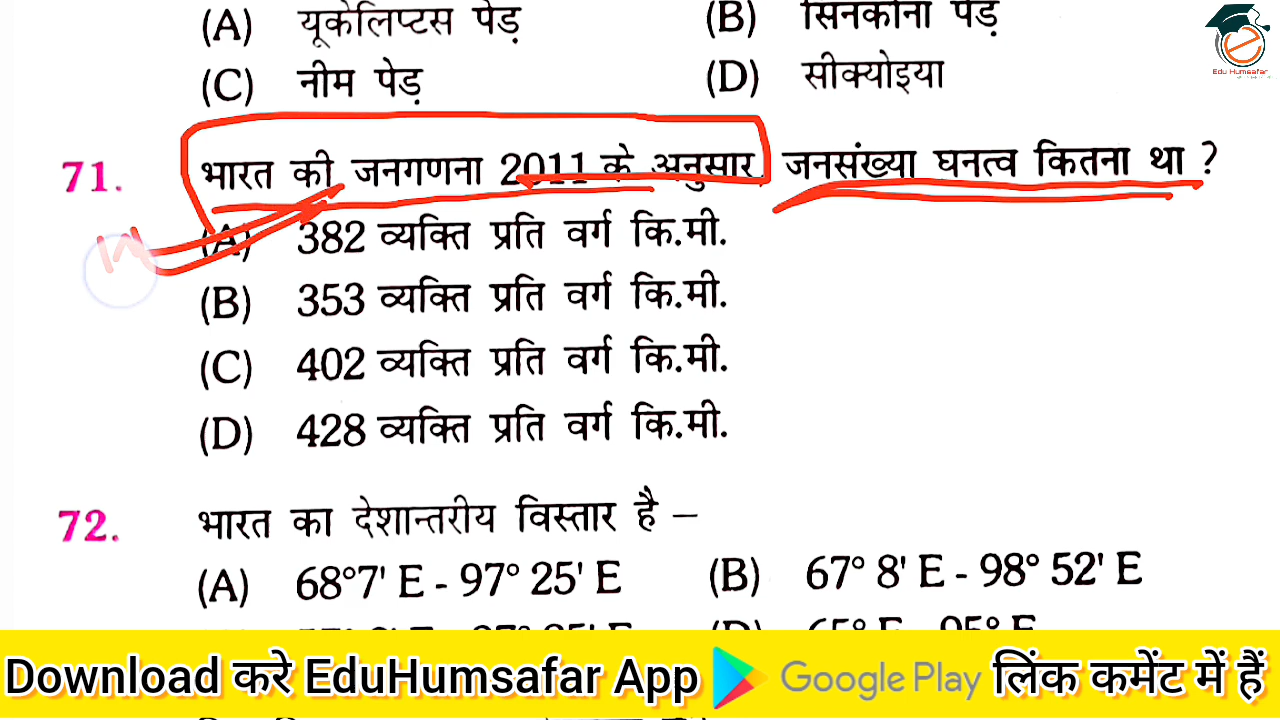 (A) यूकेलिप्टस पेड़ (B) सिनकोना पेड़
(C) नीम पेड़ (D) सीक्योइया
Edu Humsafar
71. भारत की जनगणना 2011 के अनुसार, जनसंख्या घनत्व कितना था ?
(A) 382 व्यक्ति प्रति वर्ग कि.मी.
(B) 353 व्यक्ति प्रति वर्ग कि.मी.
(C) 402 व्यक्ति प्रति वर्ग कि.मी.
(D) 428 व्यक्ति प्रति वर्ग कि.मी.
72. भारत का देशान्तरीय विस्तार है –
(A) 68°7' E - 97° 25' E (B) 67° 8' E - 98° 52' E
(D) 65° E - 95° E
Download करे EduHumsafar App Google Play लिंक कमेंट में हैं